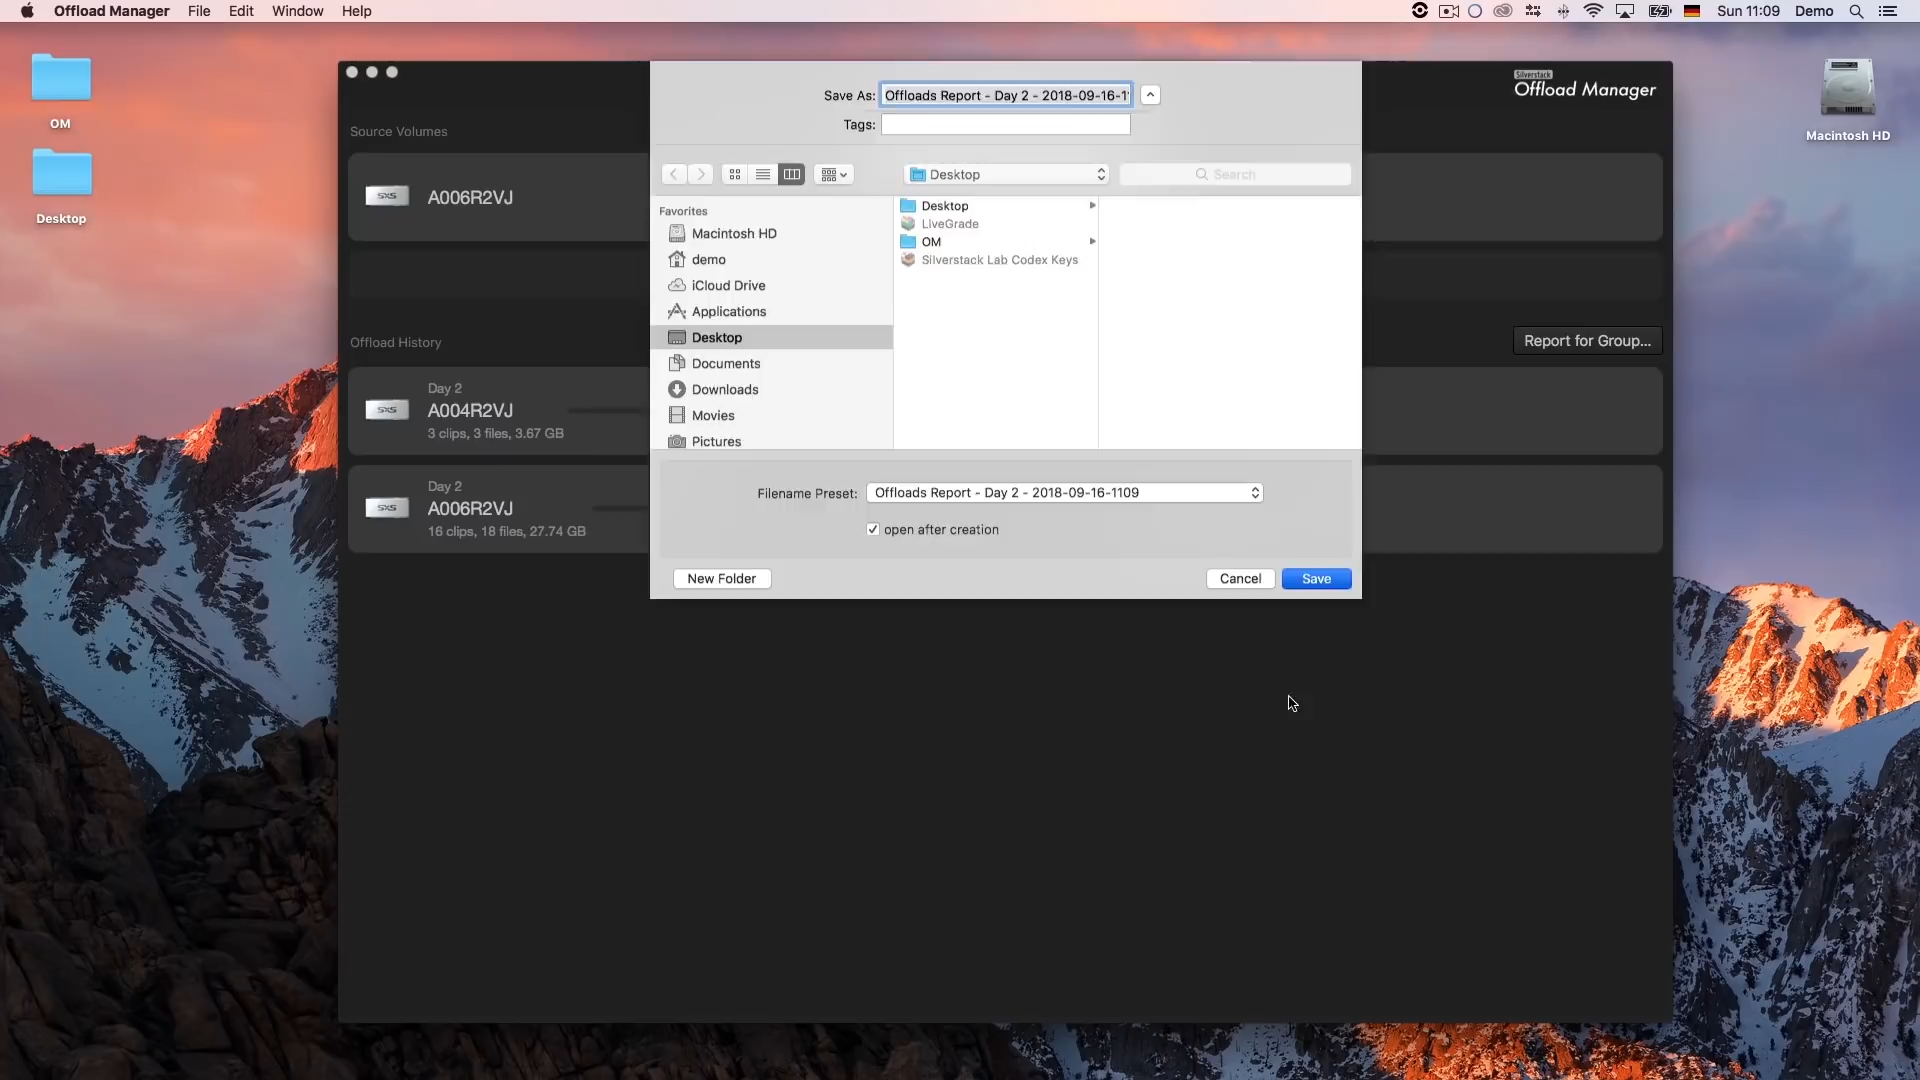 Offload Manager File Edit Window Help
Sun 11:09 Demo
OM
Desktop
Macintosh HD
Silverstack
Offload Manager
Source Volumes
SXS
A006R2VJ
Offload History
Report for Group...
Day 2
SXS
A004R2VJ
3 clips, 3 files, 3.67 GB
Day 2
SXS
A006R2VJ
16 clips, 18 files, 27.74 GB
Save As: Offloads Report - Day 2 - 2018-09-16-1
Tags:
Desktop
Search
Favorites
Macintosh HD
demo
iCloud Drive
Applications
Desktop
Documents
Downloads
Movies
Pictures
Desktop
LiveGrade
OM
Silverstack Lab Codex Keys
Filename Preset: Offloads Report - Day 2 - 2018-09-16-1109
open after creation
New Folder
Cancel
Save